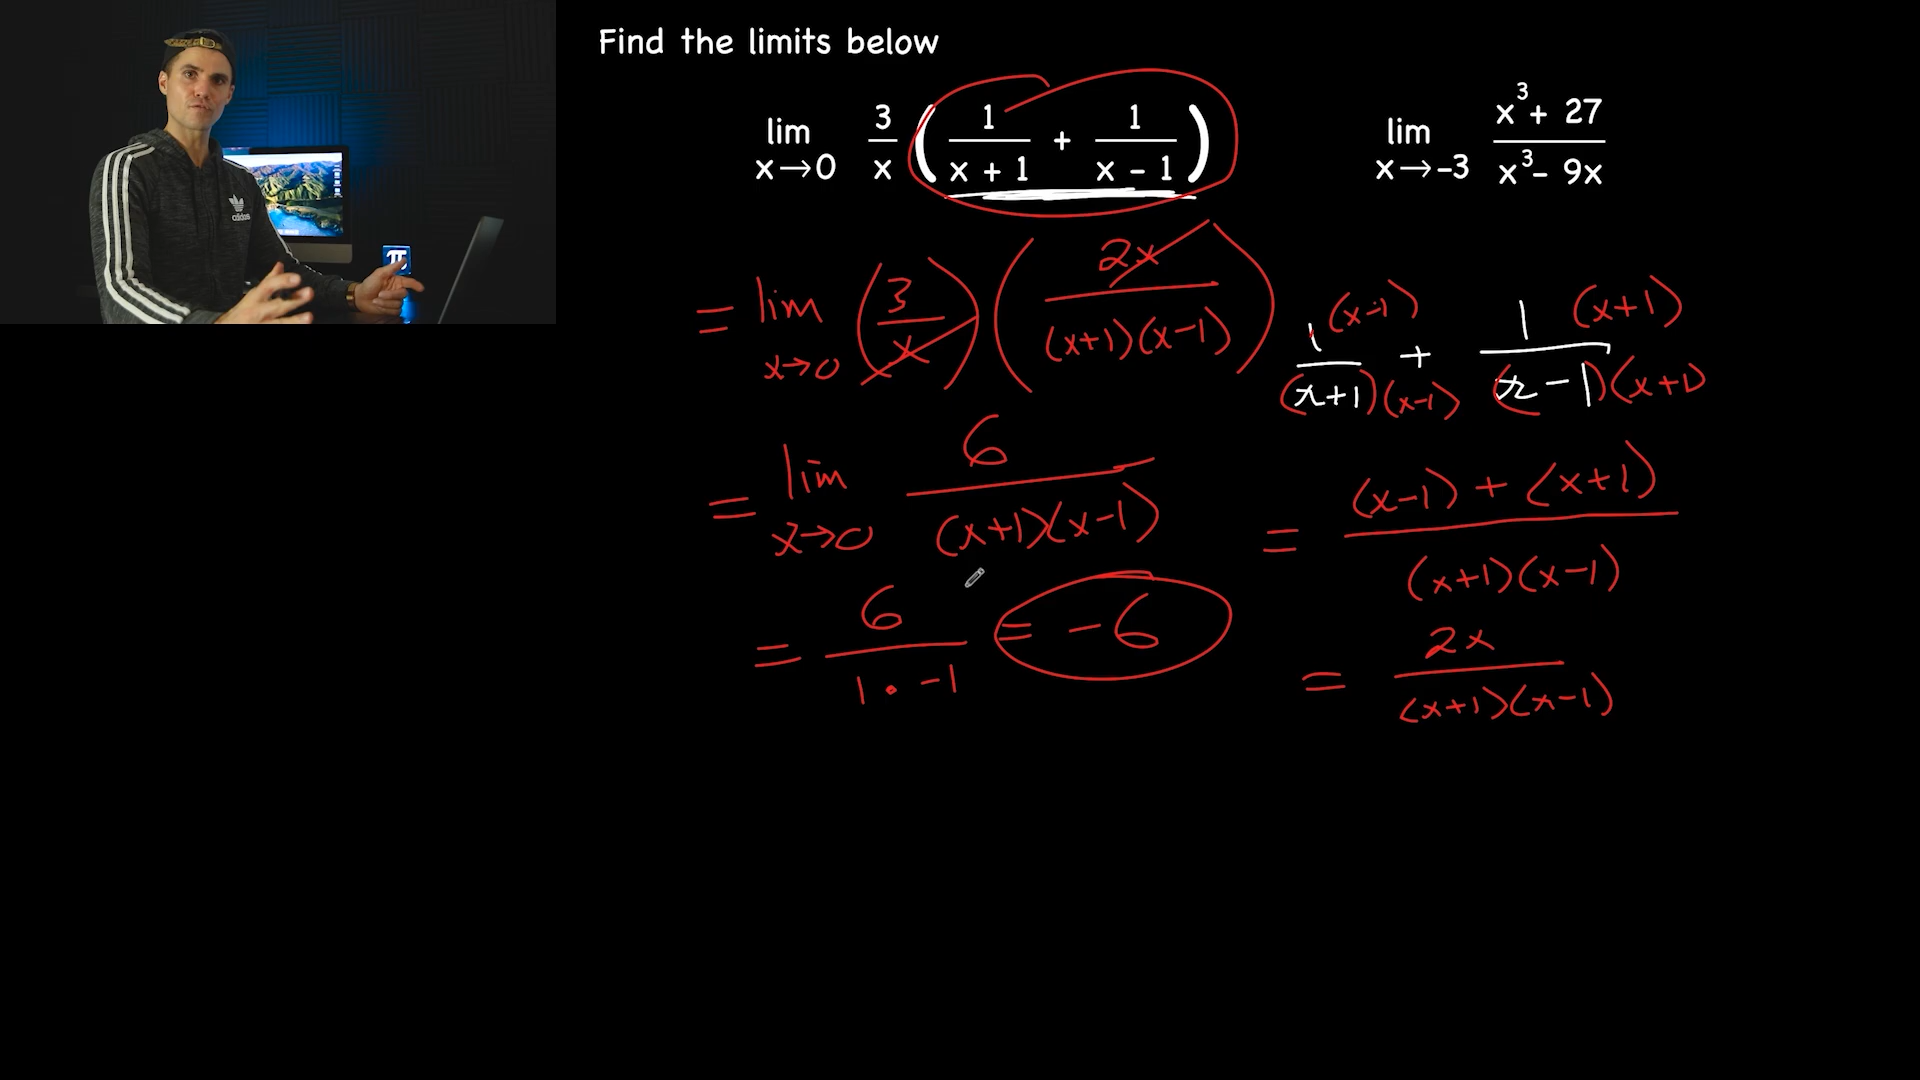 Find the limits below
lim x→0 3/x ( 1/(x + 1) + 1/(x - 1) )
lim x→-3 (x³ + 27)/(x³ - 9x)
= lim x→0 (3/x) (2x/((x+1)(x-1)))
= lim x→0 6/((x+1)(x-1))
= 6/(1 · -1) = -6
1(x-1)/((x+1)(x-1)) + 1(x+1)/((x-1)(x+1))
= ((x-1) + (x+1))/((x+1)(x-1))
= 2x/((x+1)(x-1))
adidas
π